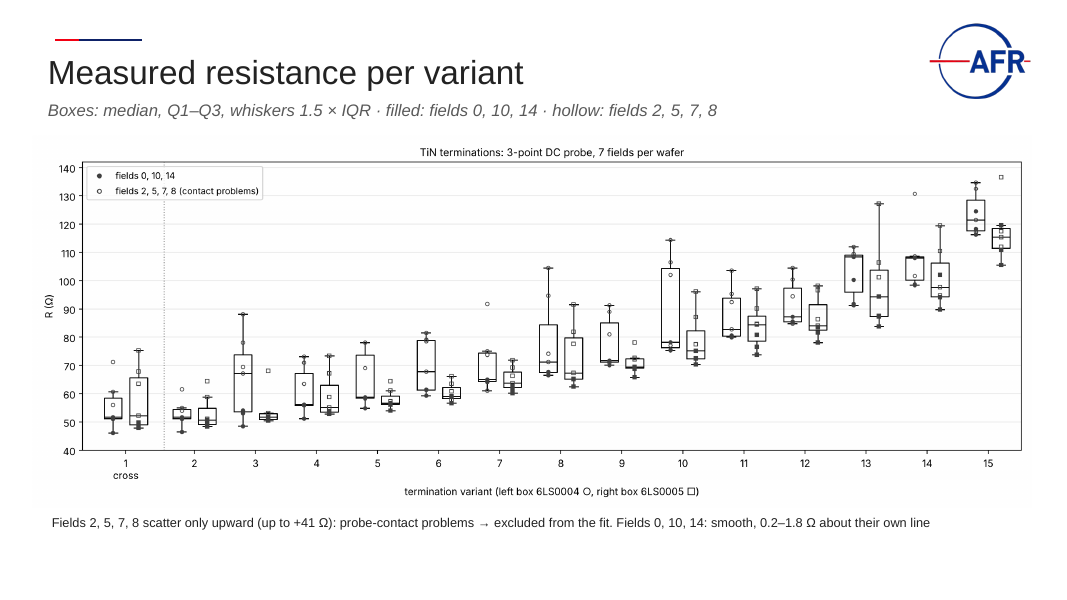 AFR
Measured resistance per variant
Boxes: median, Q1–Q3, whiskers 1.5 × IQR · filled: fields 0, 10, 14 · hollow: fields 2, 5, 7, 8
TiN terminations: 3-point DC probe, 7 fields per wafer
fields 0, 10, 14
fields 2, 5, 7, 8 (contact problems)
R (Ω)
140
130
120
110
100
90
80
70
60
50
40
1 2 3 4 5 6 7 8 9 10 11 12 13 14 15
cross
termination variant (left box 6LS0004 ○, right box 6LS0005 □)
Fields 2, 5, 7, 8 scatter only upward (up to +41 Ω): probe-contact problems → excluded from the fit. Fields 0, 10, 14: smooth, 0.2–1.8 Ω about their own line